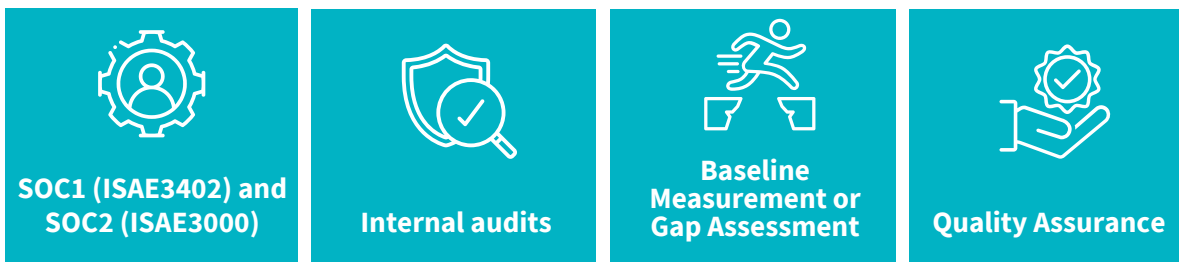 SOC1 (ISAE3402) and
SOC2 (ISAE3000)
Internal audits
Baseline
Measurement or
Gap Assessment
Quality Assurance